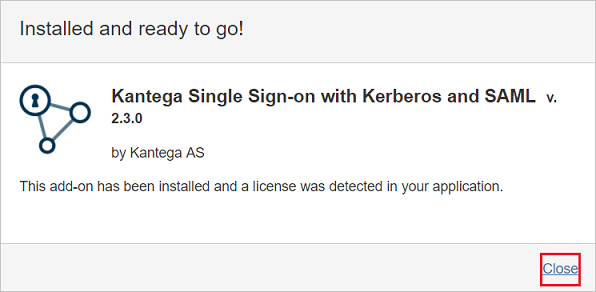 Installed and ready to go!
Kantega Single Sign-on with Kerberos and SAML v.
2.3.0
by Kantega AS
This add-on has been installed and a license was detected in your application.
Close